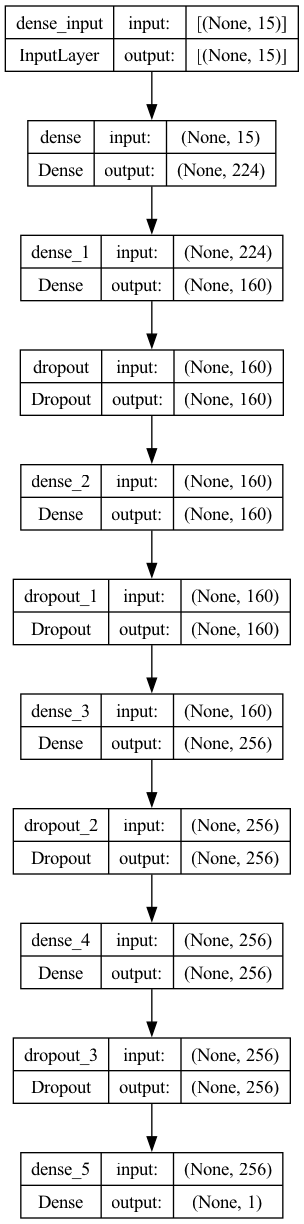 dense_input input: [(None, 15)]
InputLayer output: [(None, 15)]
dense input: (None, 15)
Dense output: (None, 224)
dense_1 input: (None, 224)
Dense output: (None, 160)
dropout input: (None, 160)
Dropout output: (None, 160)
dense_2 input: (None, 160)
Dense output: (None, 160)
dropout_1 input: (None, 160)
Dropout output: (None, 160)
dense_3 input: (None, 160)
Dense output: (None, 256)
dropout_2 input: (None, 256)
Dropout output: (None, 256)
dense_4 input: (None, 256)
Dense output: (None, 256)
dropout_3 input: (None, 256)
Dropout output: (None, 256)
dense_5 input: (None, 256)
Dense output: (None, 1)